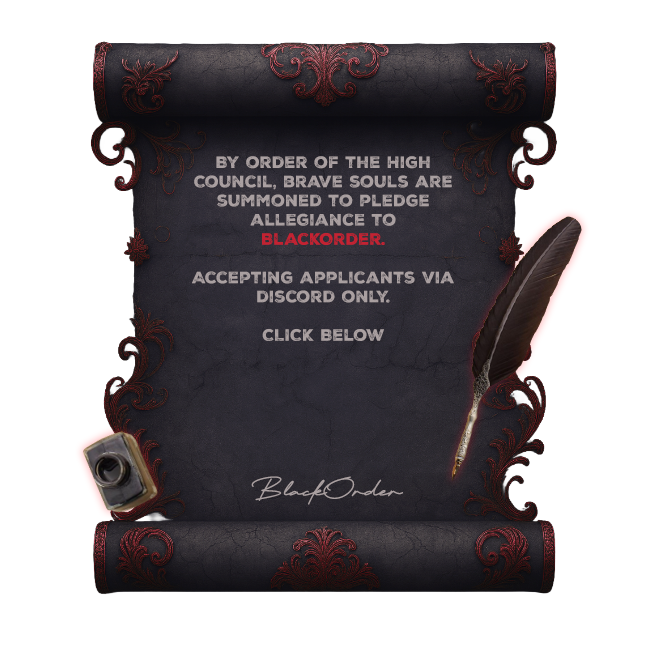 BY ORDER OF THE HIGH
COUNCIL, BRAVE SOULS ARE
SUMMONED TO PLEDGE
ALLEGIANCE TO
BLACKORDER.
ACCEPTING APPLICANTS VIA
DISCORD ONLY.
CLICK BELOW
BlackOrder